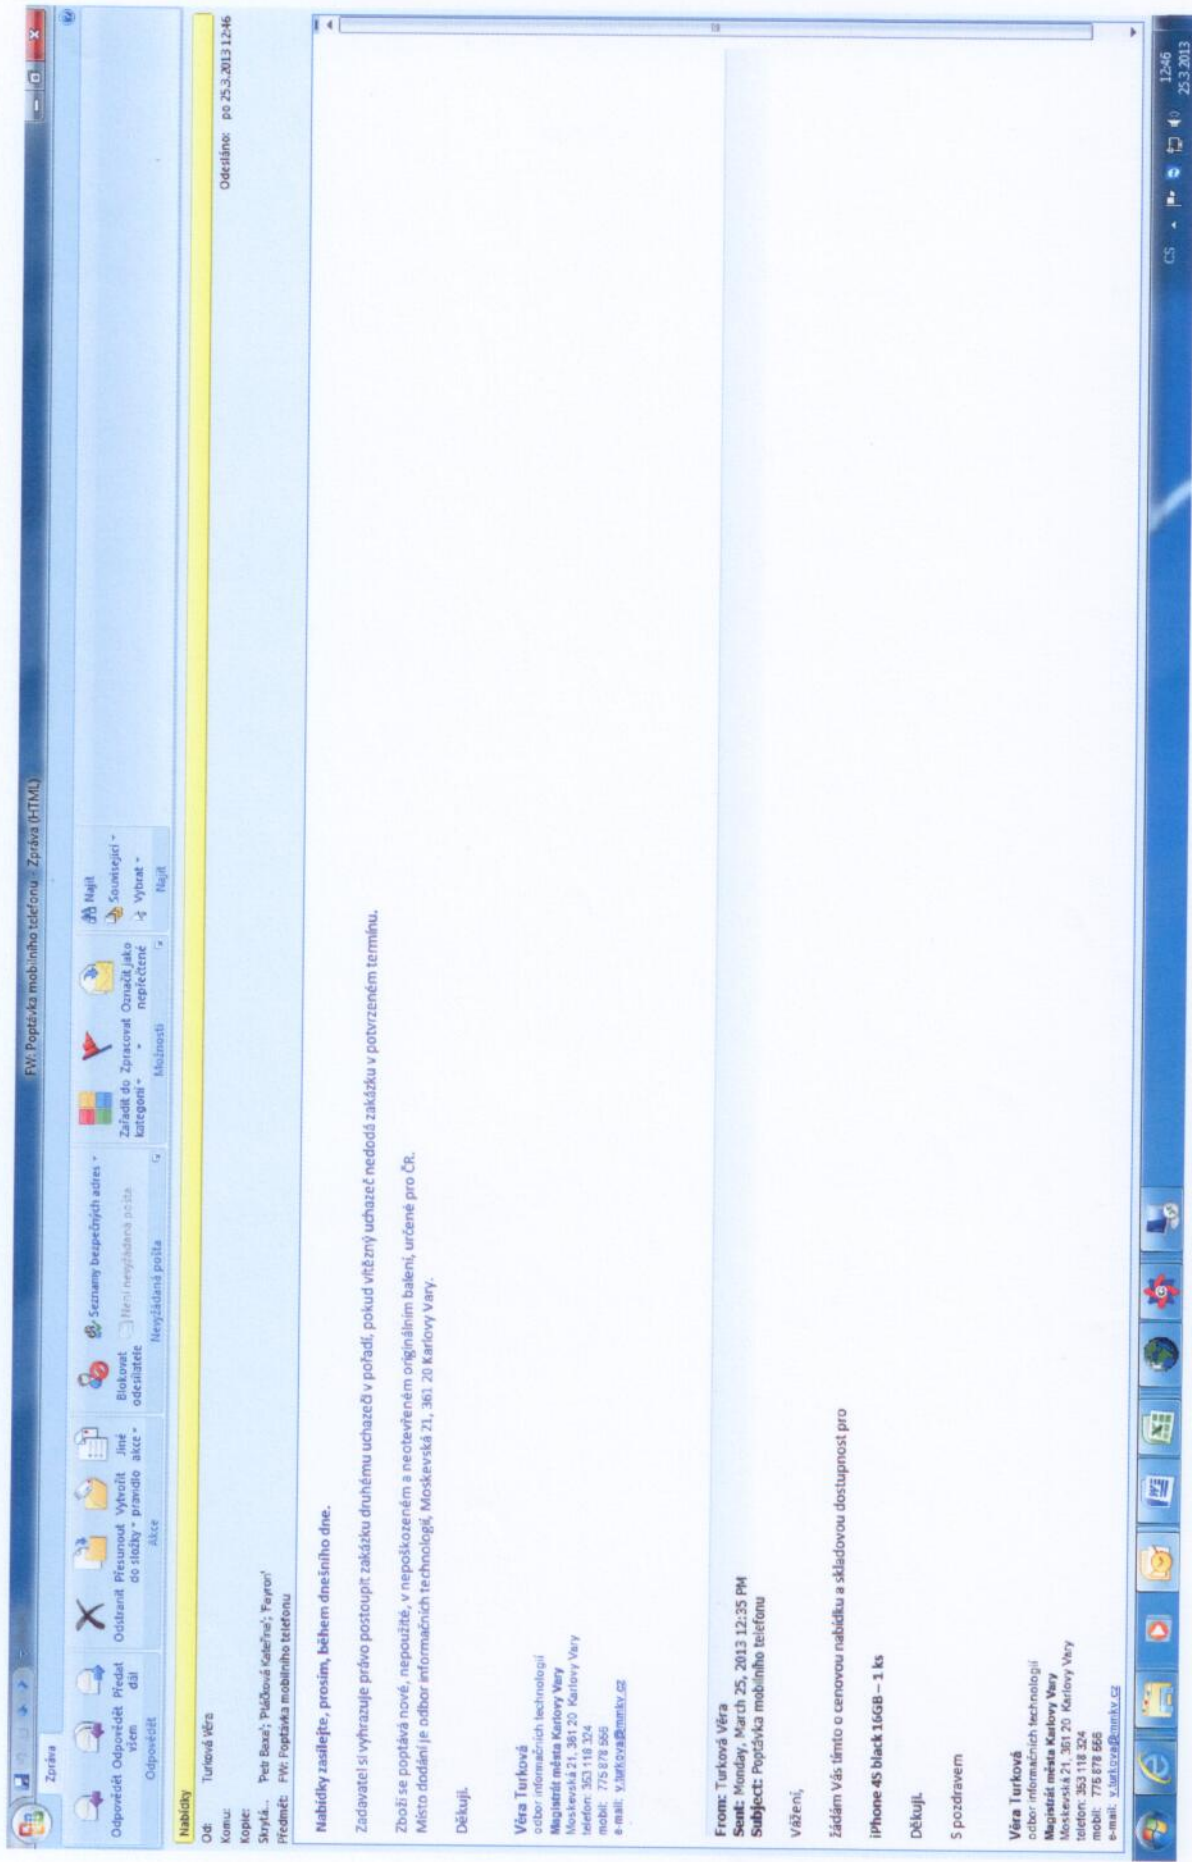 FW: Poptávka mobilního telefonu - Zpráva (HTML)
Zpráva
Odpovědět Odpovědět všem Předat dál
Odpovědět
Odstranit Přesunout do složky Vytvořit pravidlo Jiné akce
Akce
Blokovat odesílatele
Seznamy bezpečných adres
Není nevyžádaná pošta
Nevyžádaná pošta
Zařadit do kategorií Zpracovat Označit jako nepřečtené
Možnosti
Najít
Související
Vybrat
Najít
Nabídky
Od: Turková Věra
Odesláno: po 25.3.2013 12:46
Komu:
Kopie:
Skrytá... 'Petr Baxa'; 'Pláčková Kateřina'; 'Fayron'
Předmět: FW: Poptávka mobilního telefonu
Nabídky zasílejte, prosím, během dnešního dne.
Zadavatel si vyhrazuje právo postoupit zakázku druhému uchazeči v pořadí, pokud vítězný uchazeč nedodá zakázku v potvrzeném termínu.
Zboží se poptává nové, nepoužité, v nepoškozeném a neotevřeném originálním balení, určené pro ČR.
Místo dodání je odbor informačních technologií, Moskevská 21, 361 20 Karlovy Vary.
Děkuji.
Věra Turková
odbor informačních technologií
Magistrát města Karlovy Vary
Moskevská 21, 361 20 Karlovy Vary
telefon: 353 118 324
mobil: 776 878 666
e-mail: v.turkova@mmkv.cz
From: Turková Věra
Sent: Monday, March 25, 2013 12:35 PM
Subject: Poptávka mobilního telefonu
Vážení,
žádám Vás tímto o cenovou nabídku a skladovou dostupnost pro
iPhone 4S black 16GB – 1 ks
Děkuji.
S pozdravem
Věra Turková
odbor informačních technologií
Magistrát města Karlovy Vary
Moskevská 21, 361 20 Karlovy Vary
telefon: 353 118 324
mobil: 776 878 666
e-mail: v.turkova@mmkv.cz
CS
12:46
25.3.2013